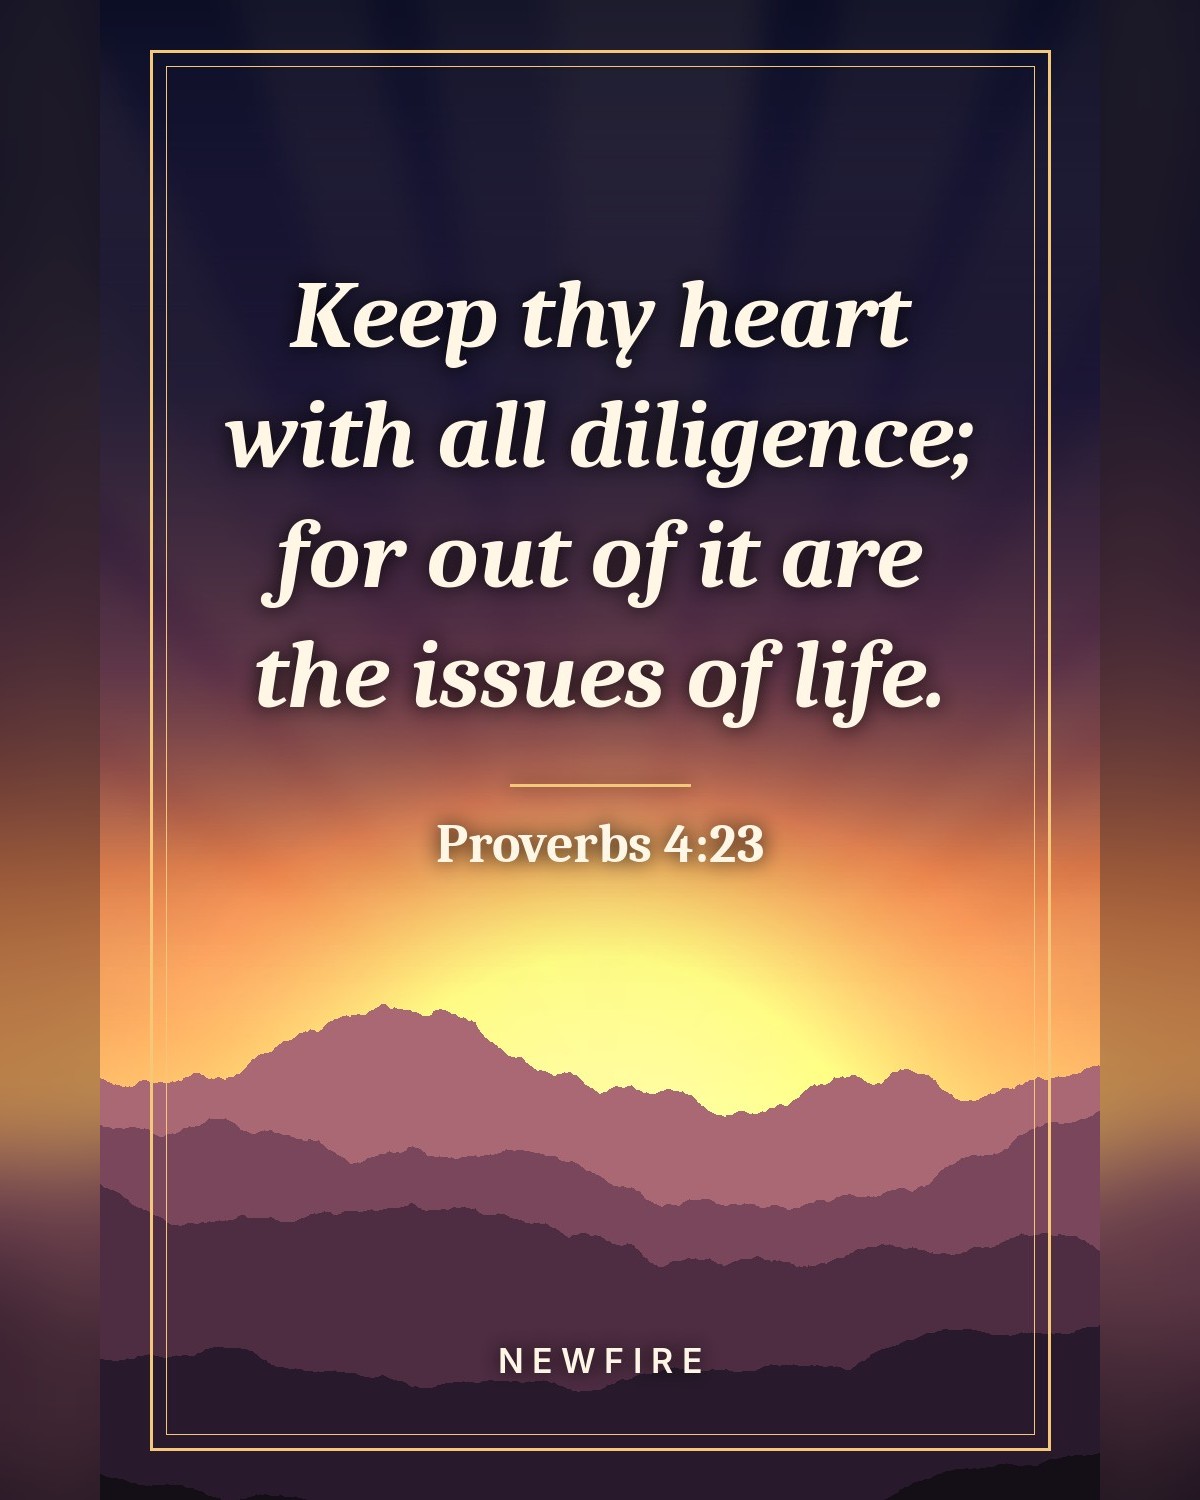 Keep thy heart
with all diligence;
for out of it are
the issues of life.
Proverbs 4:23
NEWFIRE